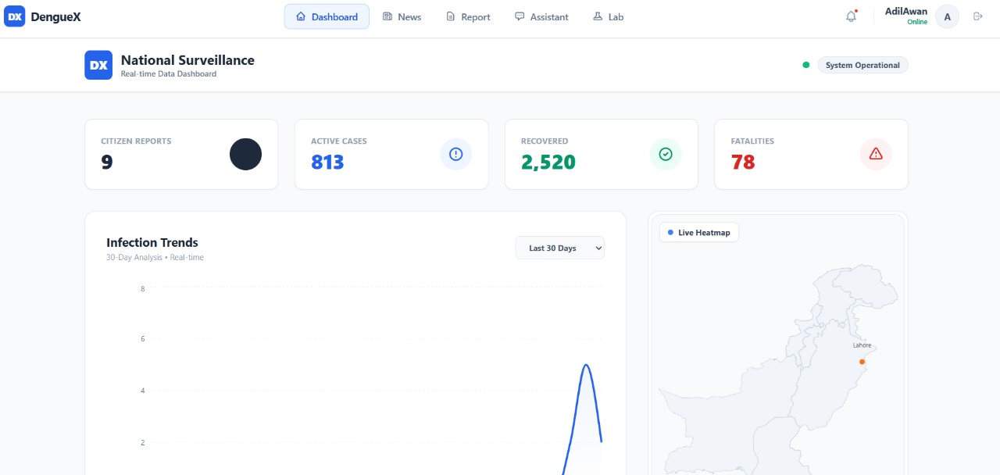 DX DengueX
Dashboard
News
Report
Assistant
Lab
AdilAwan
Online
A
DX
National Surveillance
Real-time Data Dashboard
System Operational
CITIZEN REPORTS
9
ACTIVE CASES
813
RECOVERED
2,520
FATALITIES
78
Infection Trends
30-Day Analysis • Real-time
Last 30 Days
8
6
4
2
Live Heatmap
Lahore